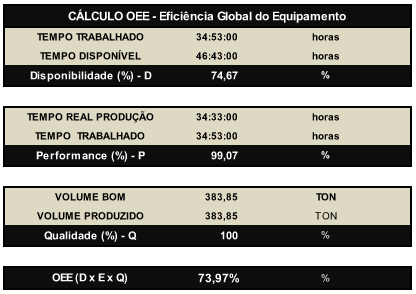 CÁLCULO OEE - Eficiência Global do Equipamento
TEMPO TRABALHADO 34:53:00 horas
TEMPO DISPONÍVEL 46:43:00 horas
Disponibilidade (%) - D 74,67 %
TEMPO REAL PRODUÇÃO 34:33:00 horas
TEMPO TRABALHADO 34:53:00 horas
Performance (%) - P 99,07 %
VOLUME BOM 383,85 TON
VOLUME PRODUZIDO 383,85 TON
Qualidade (%) - Q 100 %
OEE (D x E x Q) 73,97% %